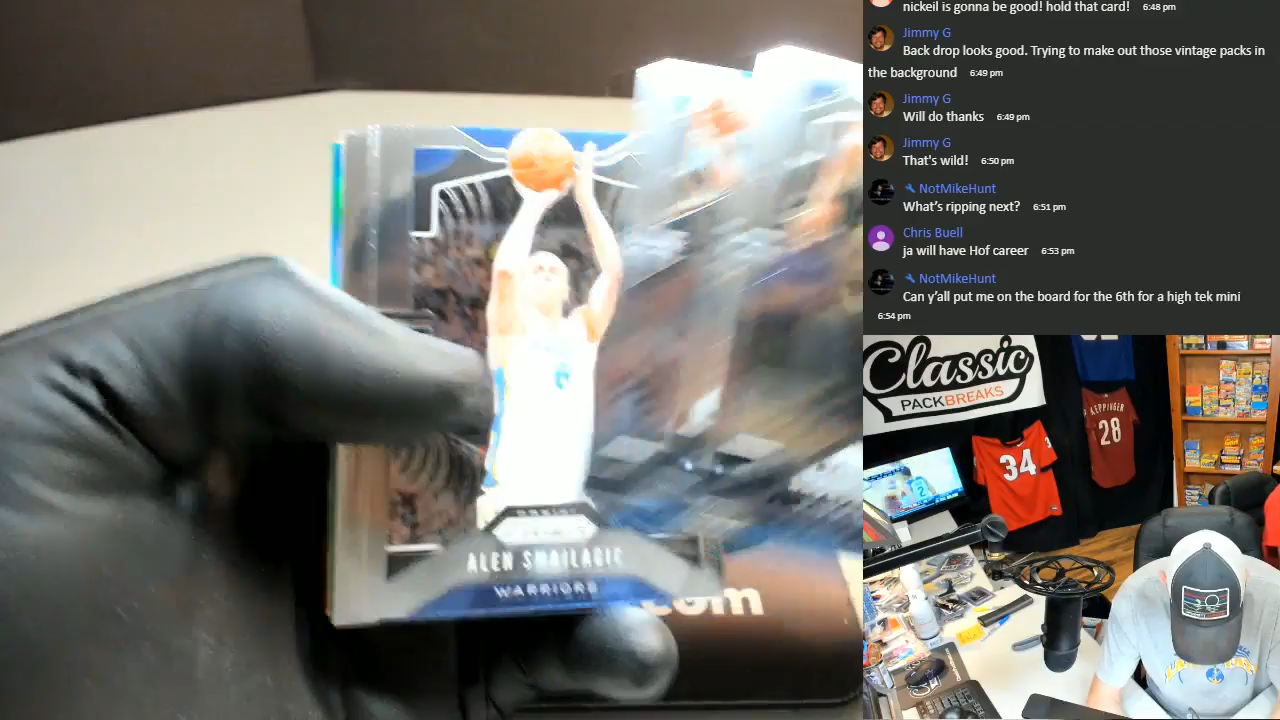 nickeil is gonna be good! hold that card! 6:48 pm
Jimmy G
Back drop looks good. Trying to make out those vintage packs in
the background 6:49 pm
Jimmy G
Will do thanks 6:49 pm
Jimmy G
That's wild! 6:50 pm
NotMikeHunt
What's ripping next? 6:51 pm
Chris Buell
ja will have Hof career 6:53 pm
NotMikeHunt
Can y'all put me on the board for the 6th for a high tek mini
6:54 pm
ALEN SMAILAGIC
WARRIORS
.com
Classic
PACKBREAKS
34
KEPPINGER
28